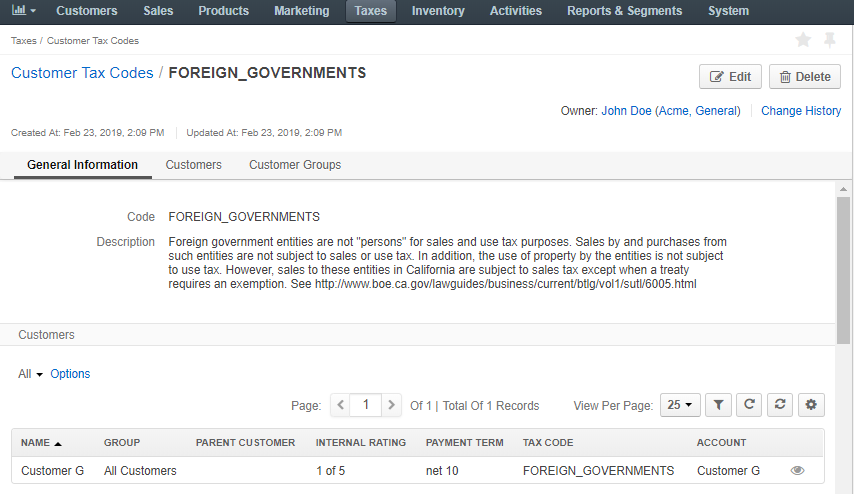 Customers Sales Products Marketing Taxes Inventory Activities Reports & Segments System
Taxes / Customer Tax Codes
Customer Tax Codes / FOREIGN_GOVERNMENTS
Edit Delete
Owner: John Doe (Acme, General) Change History
Created At: Feb 23, 2019, 2:09 PM Updated At: Feb 23, 2019, 2:09 PM
General Information Customers Customer Groups
Code FOREIGN_GOVERNMENTS
Description Foreign government entities are not "persons" for sales and use tax purposes. Sales by and purchases from
such entities are not subject to sales or use tax. In addition, the use of property by the entities is not subject
to use tax. However, sales to these entities in California are subject to sales tax except when a treaty
requires an exemption. See http://www.boe.ca.gov/lawguides/business/current/btlg/vol1/sutl/6005.html
Customers
All Options
Page: 1 Of 1 | Total Of 1 Records View Per Page: 25
NAME GROUP PARENT CUSTOMER INTERNAL RATING PAYMENT TERM TAX CODE ACCOUNT
Customer G All Customers 1 of 5 net 10 FOREIGN_GOVERNMENTS Customer G